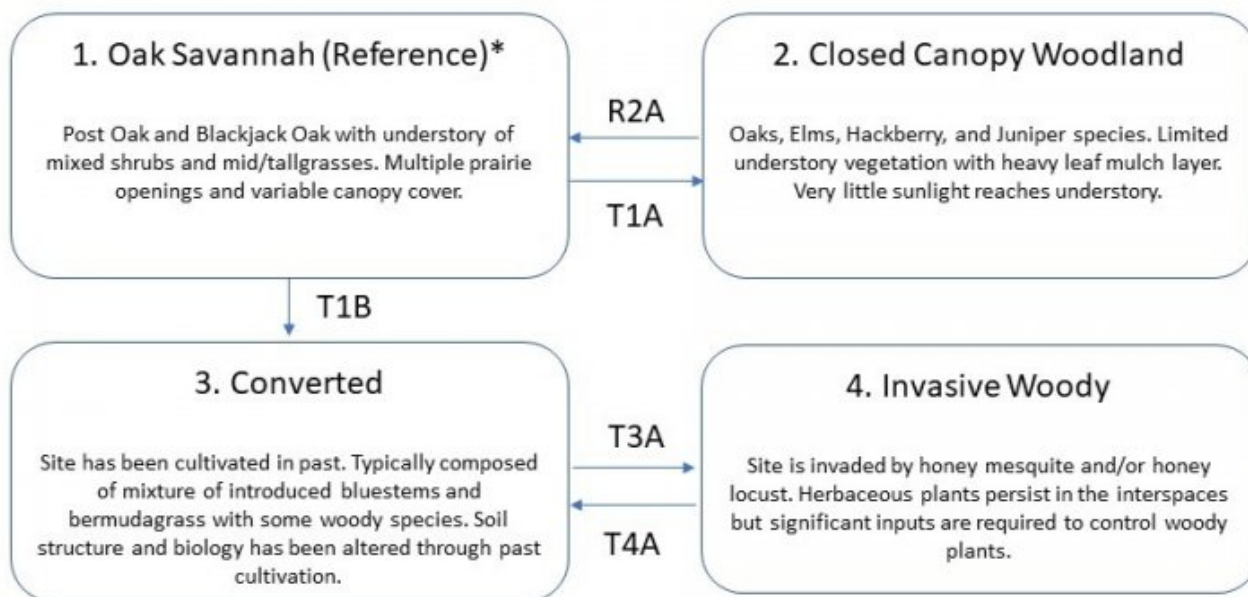 1. Oak Savannah (Reference)*
Post Oak and Blackjack Oak with understory of
mixed shrubs and mid/tallgrasses. Multiple prairie
openings and variable canopy cover.
R2A
T1A
2. Closed Canopy Woodland
Oaks, Elms, Hackberry, and Juniper species. Limited
understory vegetation with heavy leaf mulch layer.
Very little sunlight reaches understory.
T1B
3. Converted
Site has been cultivated in past. Typically composed
of mixture of introduced bluestems and
bermudagrass with some woody species. Soil
structure and biology has been altered through past
cultivation.
T3A
T4A
4. Invasive Woody
Site is invaded by honey mesquite and/or honey
locust. Herbaceous plants persist in the interspaces
but significant inputs are required to control woody
plants.